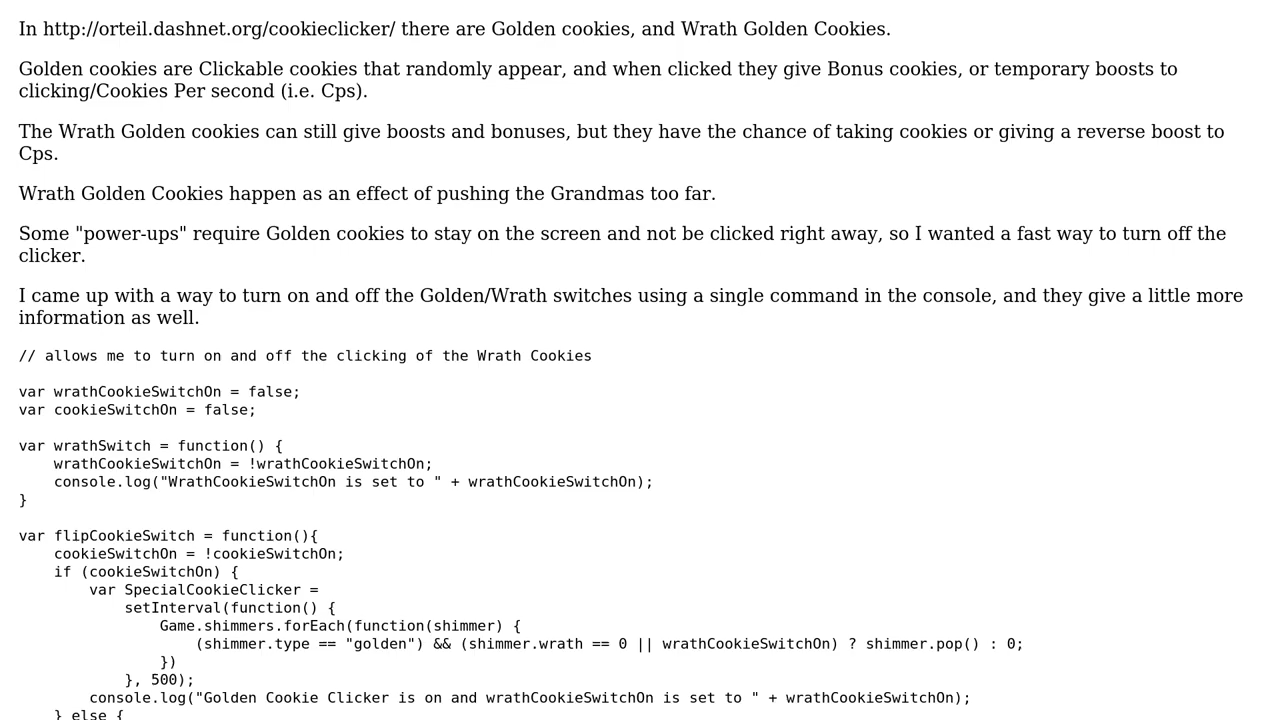 In http://orteil.dashnet.org/cookieclicker/ there are Golden cookies, and Wrath Golden Cookies.
Golden cookies are Clickable cookies that randomly appear, and when clicked they give Bonus cookies, or temporary boosts to
clicking/Cookies Per second (i.e. Cps).
The Wrath Golden cookies can still give boosts and bonuses, but they have the chance of taking cookies or giving a reverse boost to
Cps.
Wrath Golden Cookies happen as an effect of pushing the Grandmas too far.
Some "power-ups" require Golden cookies to stay on the screen and not be clicked right away, so I wanted a fast way to turn off the
clicker.
I came up with a way to turn on and off the Golden/Wrath switches using a single command in the console, and they give a little more
information as well.
// allows me to turn on and off the clicking of the Wrath Cookies
var wrathCookieSwitchOn = false;
var cookieSwitchOn = false;
var wrathSwitch = function() {
    wrathCookieSwitchOn = !wrathCookieSwitchOn;
    console.log("WrathCookieSwitchOn is set to " + wrathCookieSwitchOn);
}
var flipCookieSwitch = function(){
    cookieSwitchOn = !cookieSwitchOn;
    if (cookieSwitchOn) {
        var SpecialCookieClicker =
            setInterval(function() {
                Game.shimmers.forEach(function(shimmer) {
                    (shimmer.type == "golden") && (shimmer.wrath == 0 || wrathCookieSwitchOn) ? shimmer.pop() : 0;
                })
            }, 500);
        console.log("Golden Cookie Clicker is on and wrathCookieSwitchOn is set to " + wrathCookieSwitchOn);
    } else {